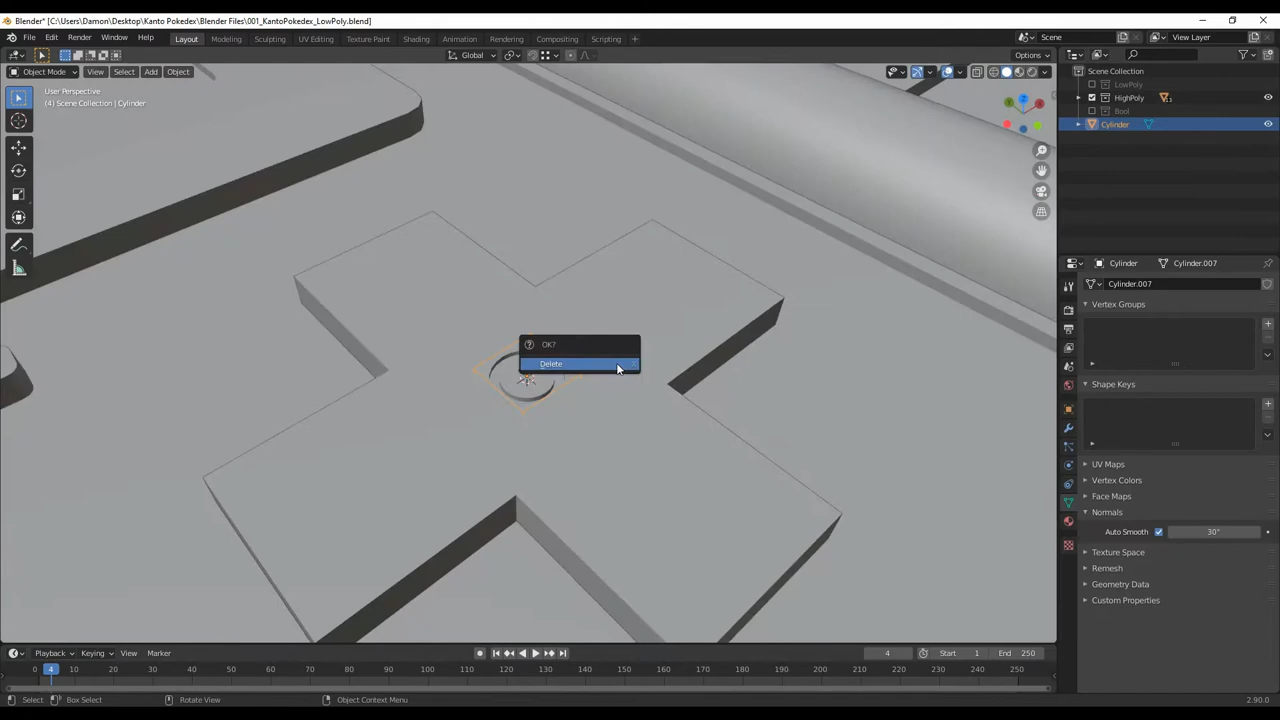 Blender* [C:\Users\Damon\Desktop\Kanto Pokedex\Blender Files\001_KantoPokedex_LowPoly.blend]
File Edit Render Window Help Layout Modeling Sculpting UV Editing Texture Paint Shading Animation Compositing Rendering Scripting + Scene View Layer
Global Options
Object Mode View Select Add Object
User Perspective
(4) Scene Collection | Cylinder
Scene Collection
LowPoly
HighPoly
Bool
Cylinder
Cylinder Cylinder.007
Cylinder.007
Vertex Groups
Shape Keys
UV Maps
Vertex Colors
Face Maps
Normals
Auto Smooth 30°
Texture Space
Remesh
Geometry Data
Custom Properties
OK?
Delete X
Playback Keying View Marker 4 Start 1 End 250
0 4 10 20 30 40 50 60 70 80 90 100 110 120 130 140 150 160 170 180 190 200 210 220 230 240 250
Select Box Select Rotate View Object Context Menu 2.90.0